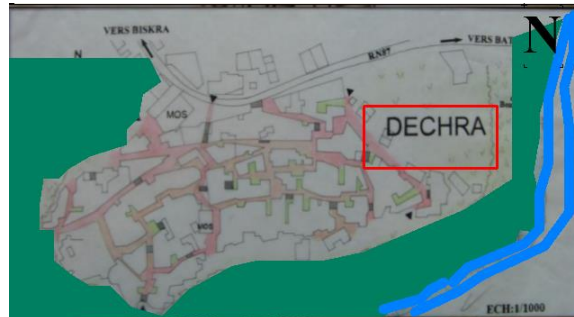 VERS BISKRA
RN87
VERS BAT
N
N
MOS
DECHRA
MOS
ECH:1/1000